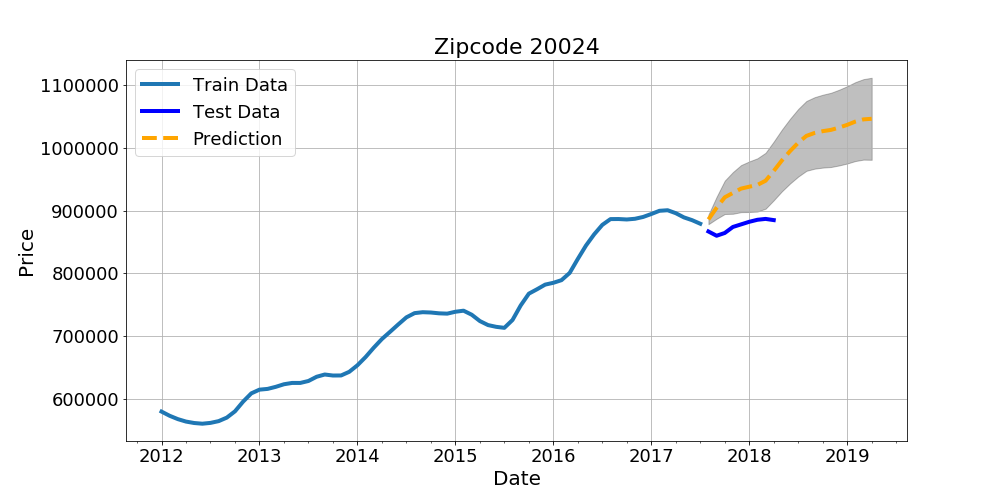 Zipcode 20024
Train Data
Test Data
Prediction
Price
1100000
1000000
900000
800000
700000
600000
2012 2013 2014 2015 2016 2017 2018 2019
Date